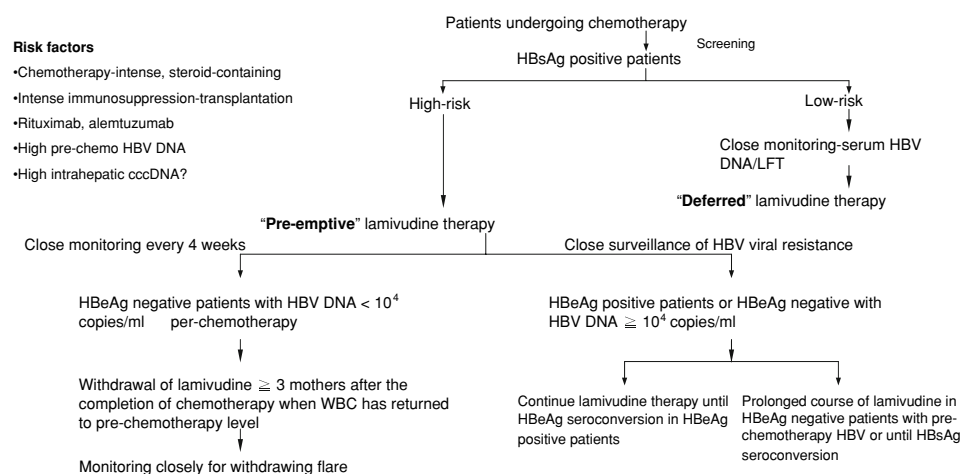 Patients undergoing chemotherapy
Screening
HBsAg positive patients
Risk factors
•Chemotherapy-intense, steroid-containing
•Intense immunosuppression-transplantation
•Rituximab, alemtuzumab
•High pre-chemo HBV DNA
•High intrahepatic cccDNA?
High-risk
Low-risk
Close monitoring-serum HBV
DNA/LFT
"Deferred" lamivudine therapy
"Pre-emptive" lamivudine therapy
Close monitoring every 4 weeks
Close surveillance of HBV viral resistance
HBeAg negative patients with HBV DNA < 10⁴
copies/ml per-chemotherapy
HBeAg positive patients or HBeAg negative with
HBV DNA ≧ 10⁴ copies/ml
Withdrawal of lamivudine ≧ 3 mothers after the
completion of chemotherapy when WBC has returned
to pre-chemotherapy level
Monitoring closely for withdrawing flare
Continue lamivudine therapy until
HBeAg seroconversion in HBeAg
positive patients
Prolonged course of lamivudine in
HBeAg negative patients with pre-
chemotherapy HBV or until HBsAg
seroconversion